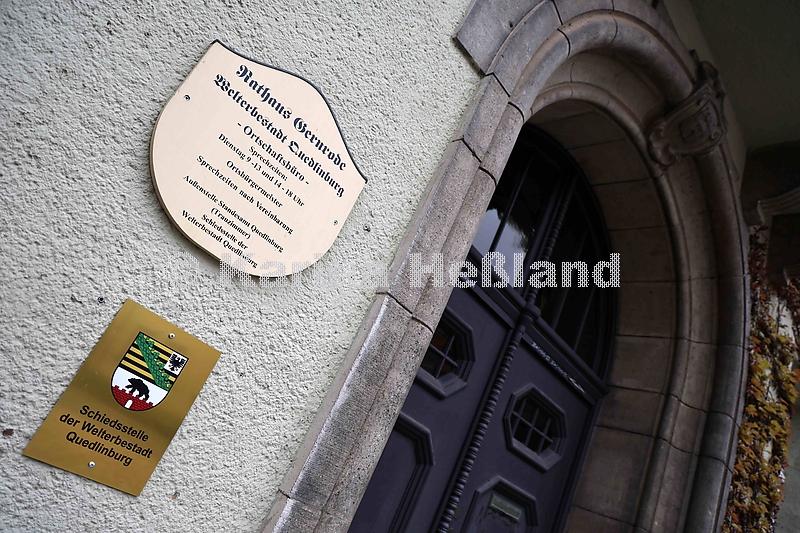 Rathaus Gernrode
Welterbestadt Quedlinburg
- Ortschaftsbüro -
Sprechzeiten:
Dienstag 9 -13 und 14 - 18 Uhr
Ortsbürgermeister
Sprechzeiten nach Vereinbarung
Außenstelle Standesamt Quedlinburg
(Trauzimmer)
Schiedsstelle der
Welterbestadt Quedlinburg
Heßland
Schiedsstelle
der Welterbestadt
Quedlinburg